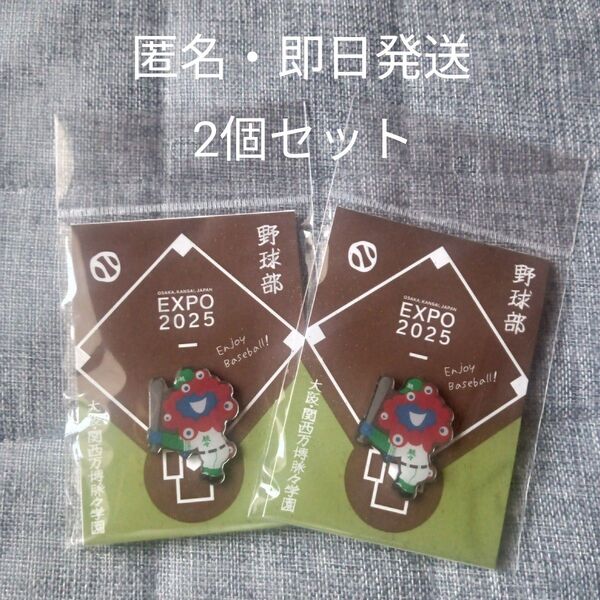 匿名・即日発送
2個セット
野球部
OSAKA, KANSAI, JAPAN
EXPO
2025
Enjoy
Baseball!
大阪・関西万博脈々学園
野球部
OSAKA, KANSAI, JAPAN
EXPO
2025
Enjoy
Baseball!
大阪・関西万博脈々学園